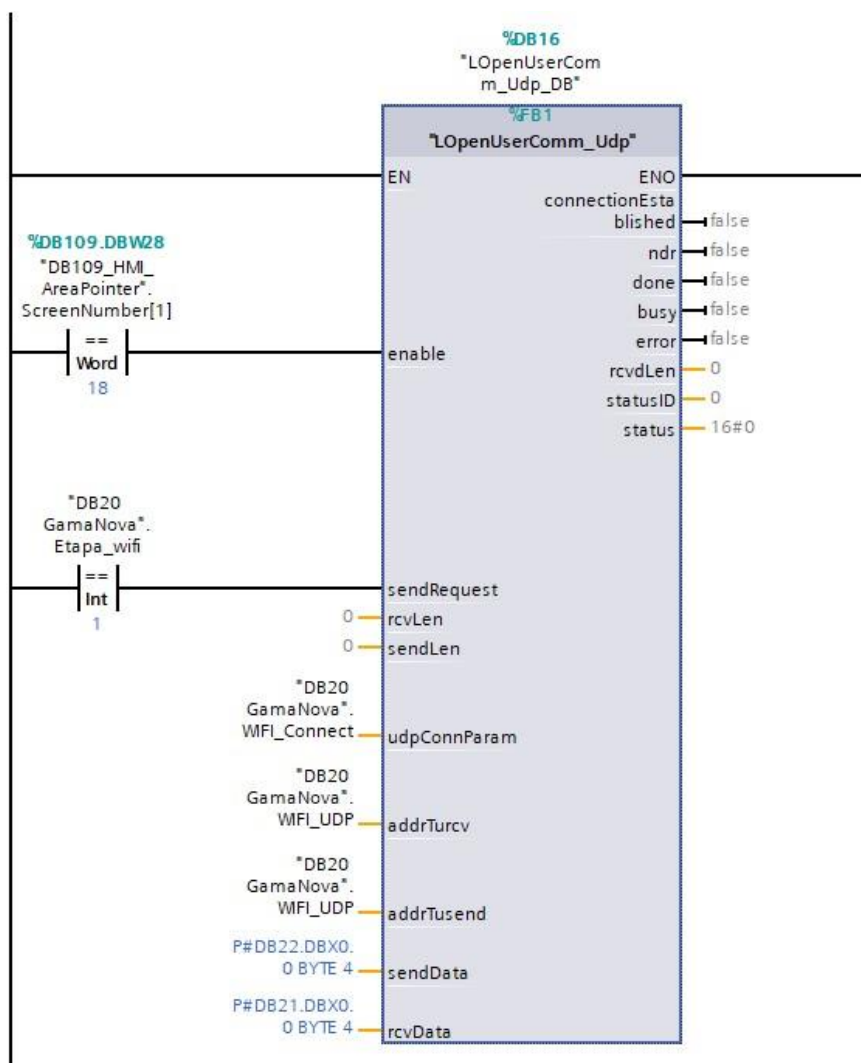 %DB16
"LOpenUserCom
m_Udp_DB"
%FB1
"LOpenUserComm_Udp"
EN
ENO
connectionEsta
blished
false
%DB109.DBW28
"DB109_HMI_
AreaPointer".
ScreenNumber[1]
ndr
false
done
false
busy
false
error
false
==
Word
18
enable
rcvdLen
0
statusID
0
status
16#0
"DB20
GamaNova".
Etapa_wifi
==
Int
1
sendRequest
0
rcvLen
0
sendLen
"DB20
GamaNova".
WIFI_Connect
udpConnParam
"DB20
GamaNova".
WIFI_UDP
addrTurcv
"DB20
GamaNova".
WIFI_UDP
addrTusend
P#DB22.DBX0.
0 BYTE 4
sendData
P#DB21.DBX0.
0 BYTE 4
rcvData